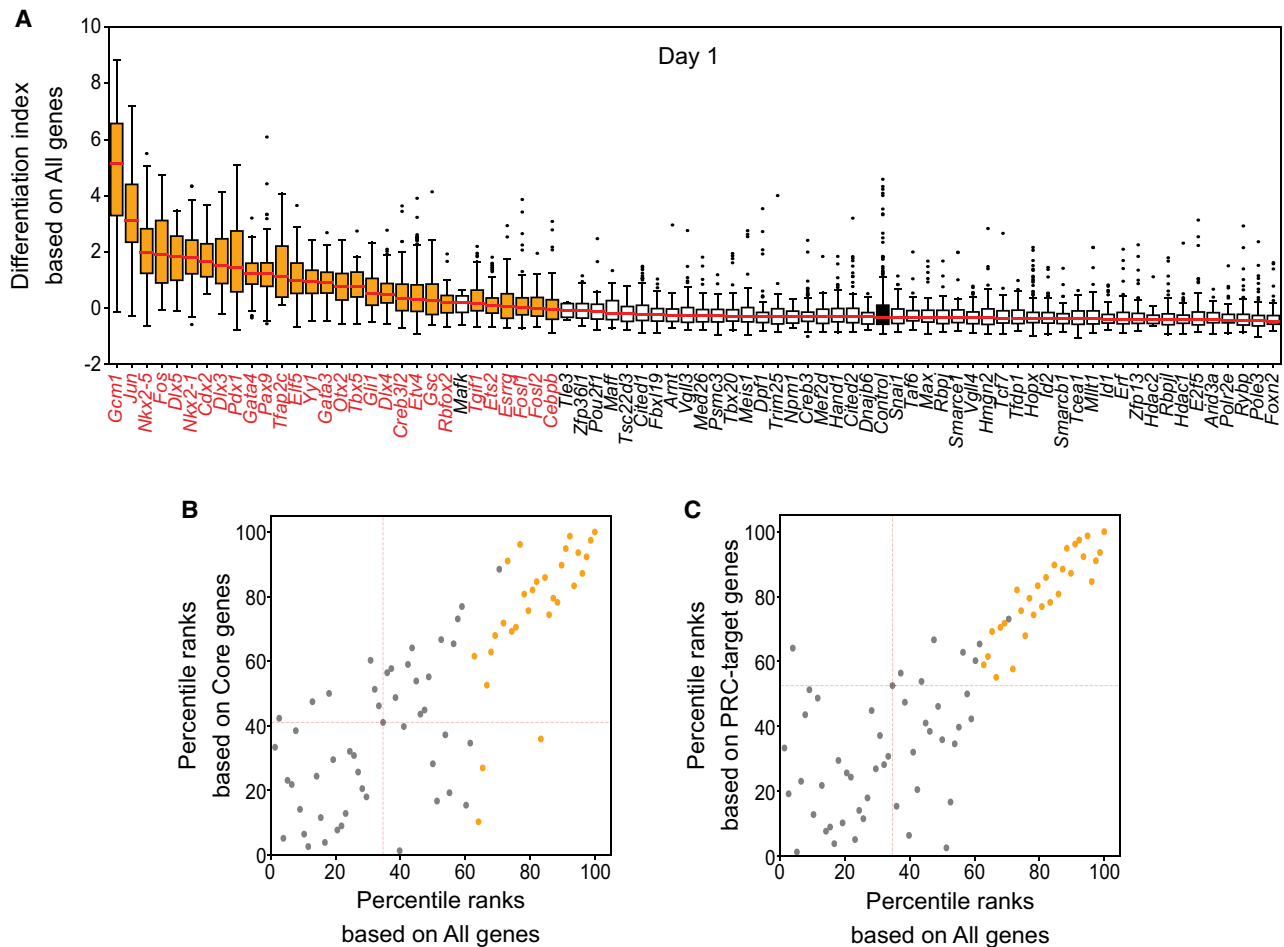 A
Day 1
Differentiation index
based on All genes
10
8
6
4
2
0
-2
Gcm1
Jun
Nkx2-5
Fos
Dlx5
Nkx2-1
Cdx2
Dlx3
Pdx1
Gata4
Pax9
Tfap2c
Elf5
Yy1
Gata3
Otx2
Tbx5
Gli1
Dlx4
Creb3l2
Etv4
Gsc
Rbfox2
Mafk
Tgif1
Ets2
Esrrg
Fosl1
Fosl2
Cebpb
Tle3
Zfp36l1
Pou2f1
Maff
Tsc22d3
Cited1
Fbxl19
Arnt
Vgll3
Med26
Psmc3
Tbx20
Meis1
Dpf1
Trim25
Npm1
Creb3
Mef2d
Hand1
Cited2
Dnajb6
Control
Snai1
Taf6
Max
Rbpj
Smarce1
Vgll4
Hmgn2
Tcf7
Tfdp1
Hopx
Id2
Smarcb1
Tcea1
Mllt1
Id1
Erf
Zfp13
Hdac2
Rbpjl
Hdac1
E2f5
Arid3a
Polr2e
Rybp
Pole3
Foxn2
B
Percentile ranks
based on Core genes
100
80
60
40
20
0
0 20 40 60 80 100
Percentile ranks
based on All genes
C
Percentile ranks
based on PRC-target genes
100
80
60
40
20
0
0 20 40 60 80 100
Percentile ranks
based on All genes